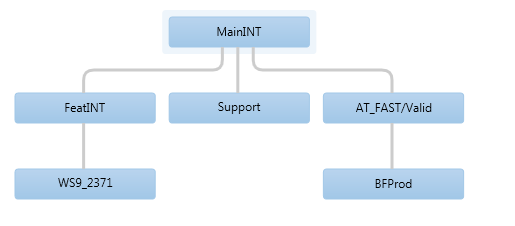 MainINT
FeatINT
Support
AT_FAST/Valid
WS9_2371
BFProd